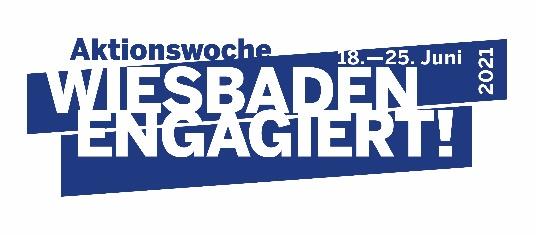 Aktionswoche
18.—25. Juni 2021
WIESBADEN
ENGAGIERT!